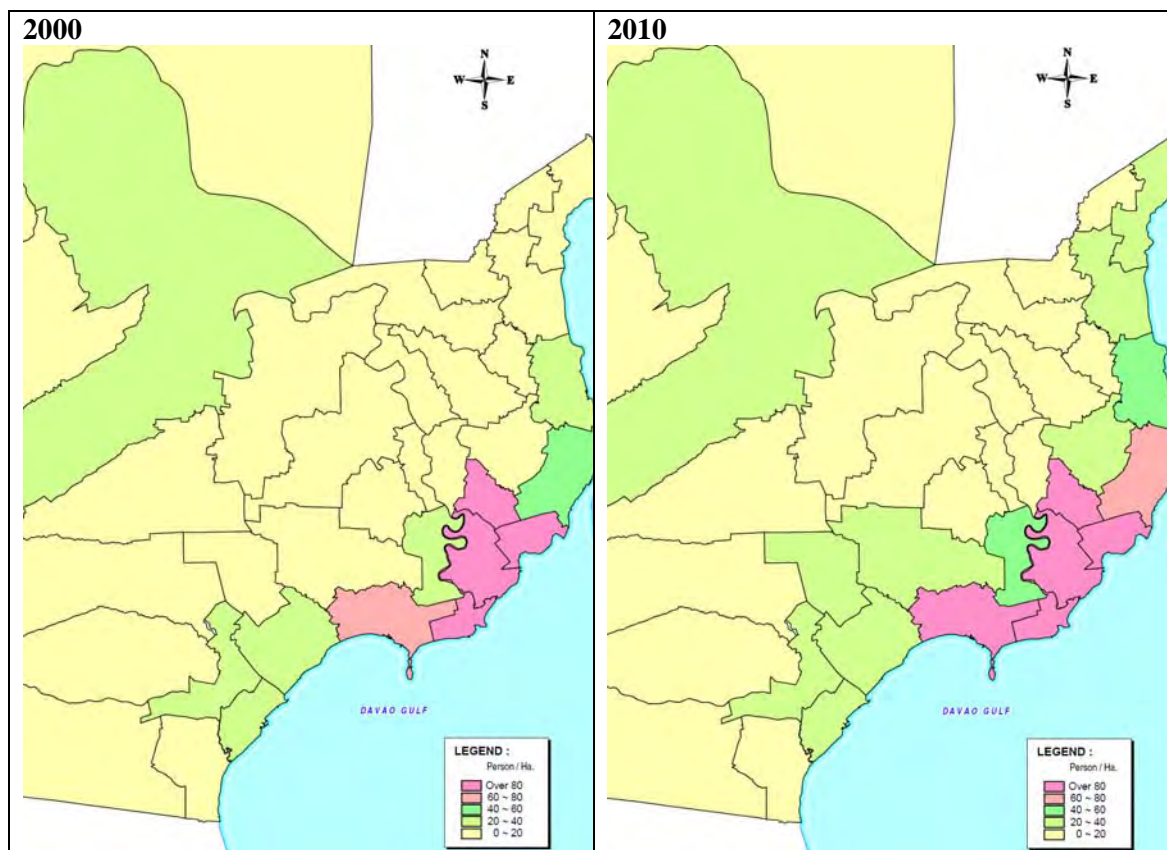 2000
N
W E
S
DAVAO GULF
LEGEND :
Person / Ha.
Over 80
60 ~ 80
40 ~ 60
20 ~ 40
0 ~ 20
2010
N
W E
S
DAVAO GULF
LEGEND :
Person / Ha.
Over 80
60 ~ 80
40 ~ 60
20 ~ 40
0 ~ 20